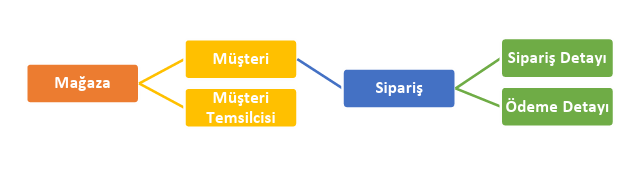 Mağaza
Müşteri
Müşteri
Temsilcisi
Sipariş
Sipariş Detayı
Ödeme Detayı